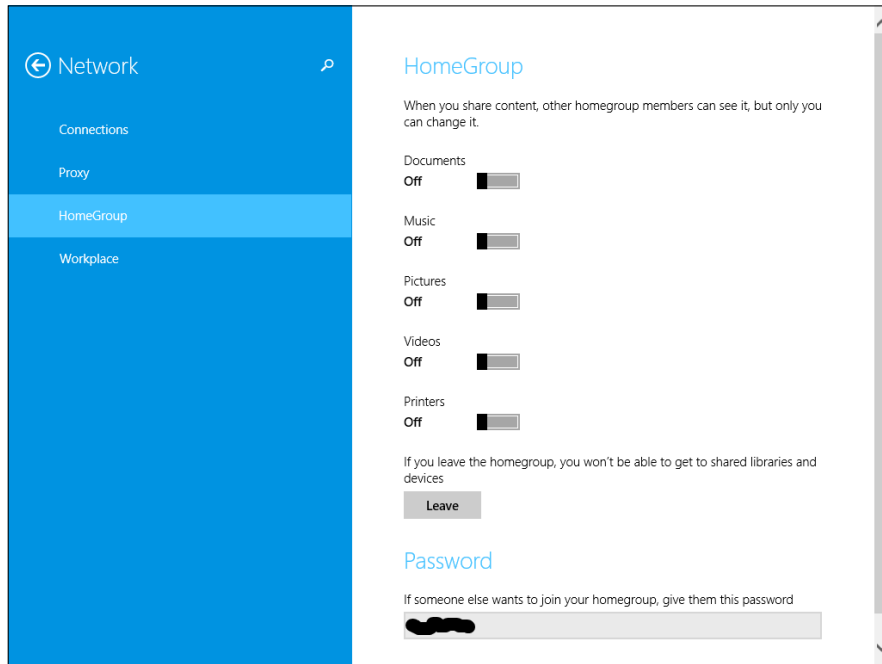 Network
Connections
Proxy
HomeGroup
Workplace
HomeGroup
When you share content, other homegroup members can see it, but only you
can change it.
Documents
Off
Music
Off
Pictures
Off
Videos
Off
Printers
Off
If you leave the homegroup, you won't be able to get to shared libraries and
devices
Leave
Password
If someone else wants to join your homegroup, give them this password